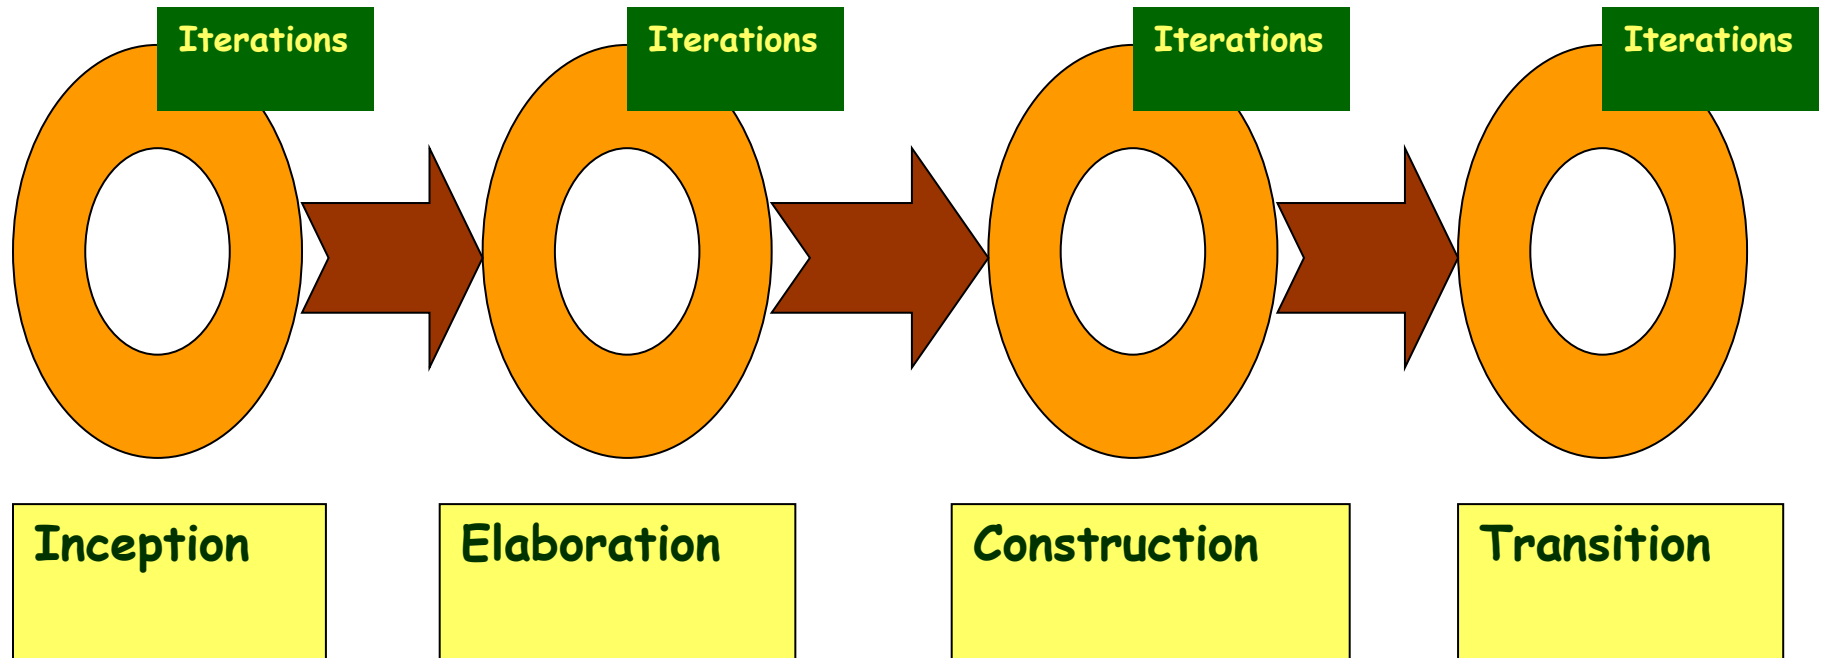 Iterations
Iterations
Iterations
Iterations
Inception
Elaboration
Construction
Transition